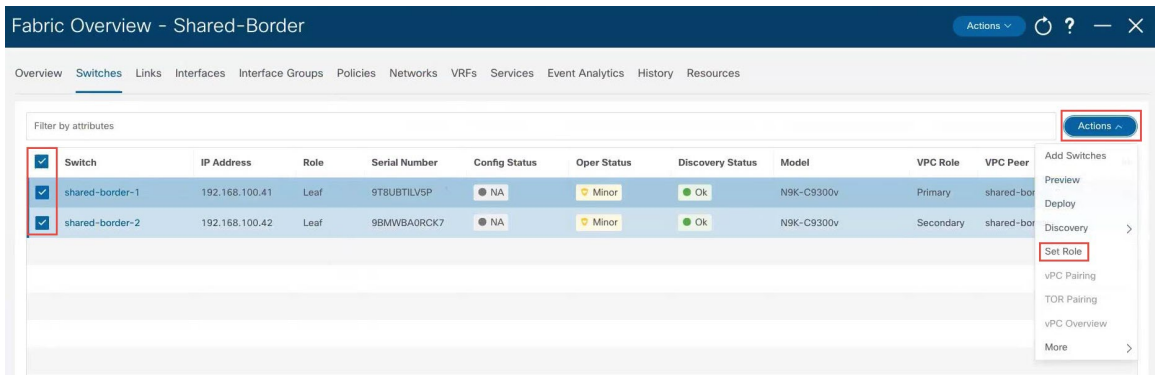 Fabric Overview - Shared-Border
Actions
?
Overview Switches Links Interfaces Interface Groups Policies Networks VRFs Services Event Analytics History Resources
Filter by attributes
Actions
Switch IP Address Role Serial Number Config Status Oper Status Discovery Status Model VPC Role VPC Peer
shared-border-1 192.168.100.41 Leaf 9T8UBTILV5P NA Minor Ok N9K-C9300v Primary shared-bor
shared-border-2 192.168.100.42 Leaf 9BMWBA0RCK7 NA Minor Ok N9K-C9300v Secondary shared-bor
Add Switches
Preview
Deploy
Discovery
Set Role
vPC Pairing
TOR Pairing
vPC Overview
More